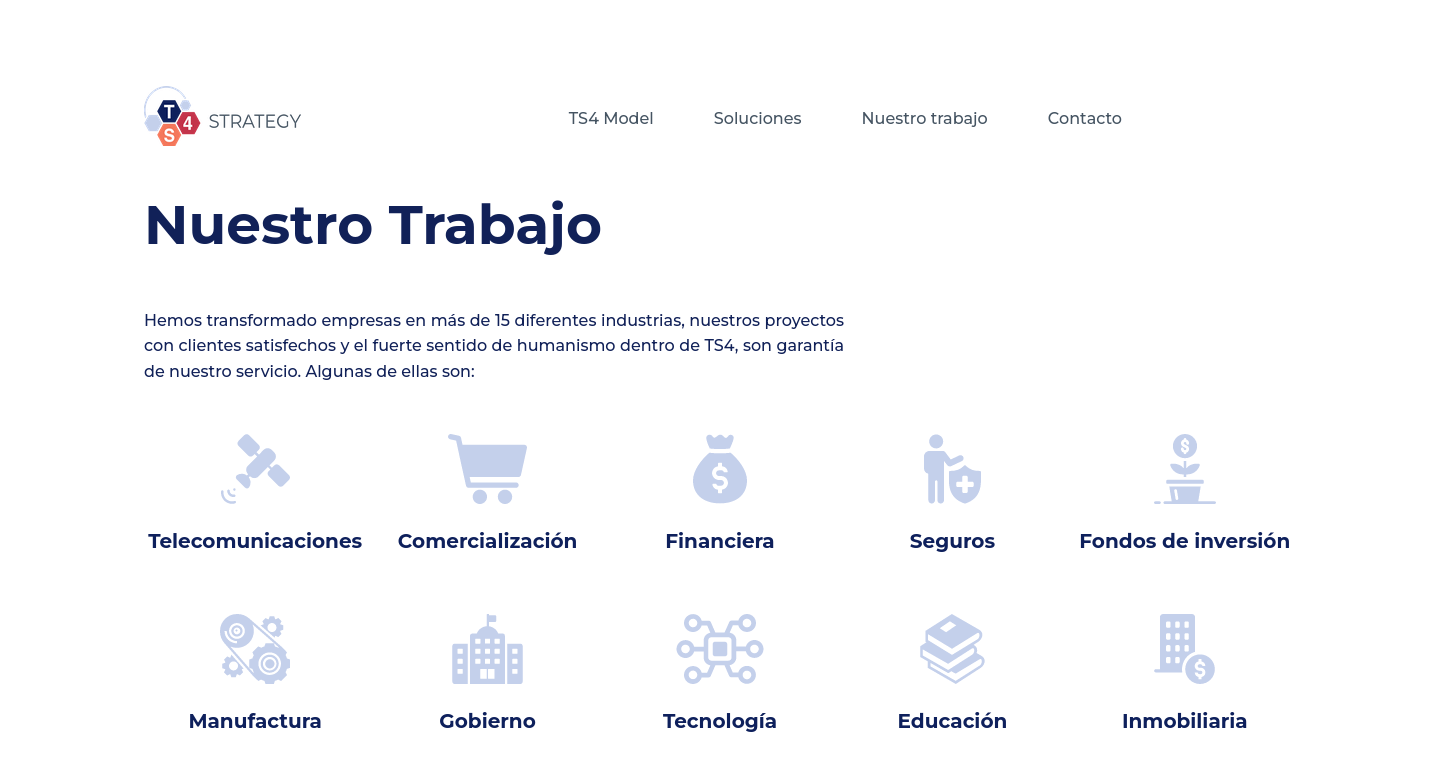 T
S
4
STRATEGY
TS4 Model
Soluciones
Nuestro trabajo
Contacto
Nuestro Trabajo
Hemos transformado empresas en más de 15 diferentes industrias, nuestros proyectos
con clientes satisfechos y el fuerte sentido de humanismo dentro de TS4, son garantía
de nuestro servicio. Algunas de ellas son:
$
$
Telecomunicaciones
Comercialización
Financiera
Seguros
Fondos de inversión
$
Manufactura
Gobierno
Tecnología
Educación
Inmobiliaria